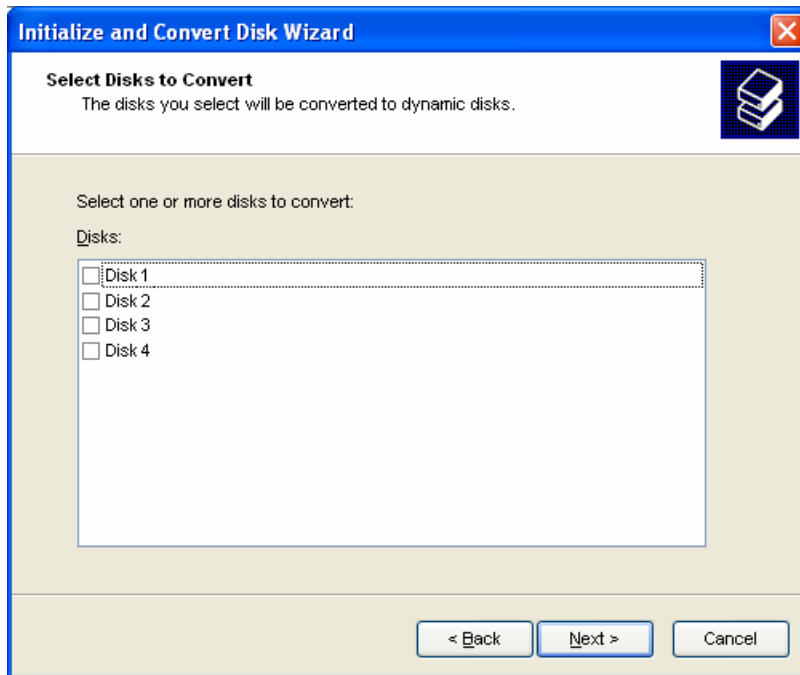 Initialize and Convert Disk Wizard
Select Disks to Convert
The disks you select will be converted to dynamic disks.
Select one or more disks to convert:
Disks:
Disk 1
Disk 2
Disk 3
Disk 4
< Back Next > Cancel